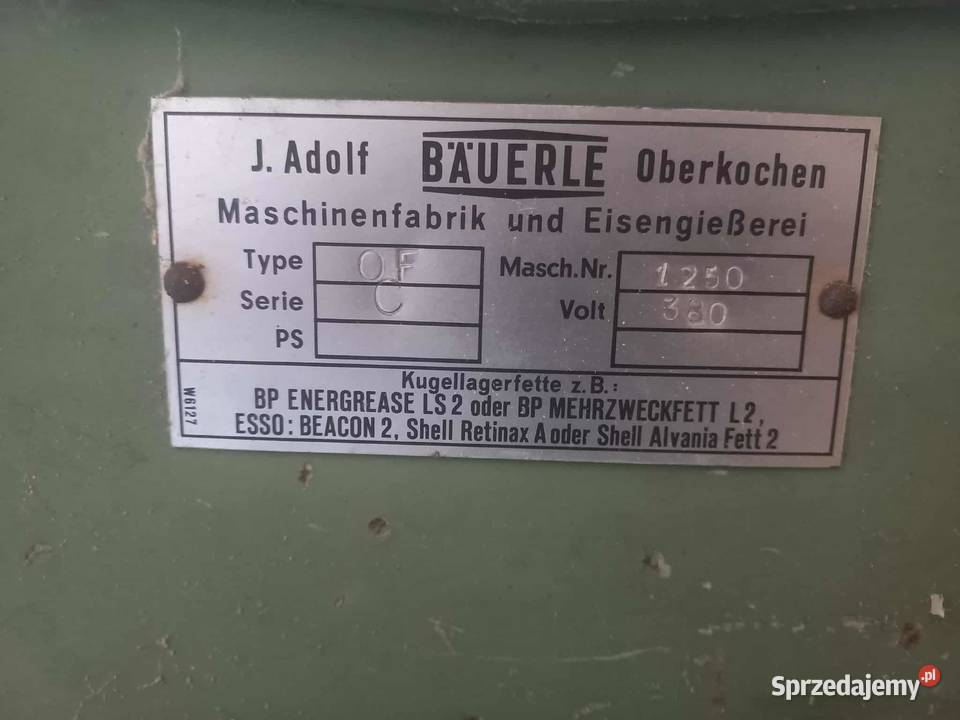 J. Adolf BÄUERLE Oberkochen
Maschinenfabrik und Eisengießerei
Type OF Masch.Nr. 1250
Serie C Volt 380
PS
Kugellagerfette z.B.:
BP ENERGREASE LS 2 oder BP MEHRZWECKFETT L 2,
ESSO: BEACON 2, Shell Retinax A oder Shell Alvania Fett 2
W6127
Sprzedajemy.pl